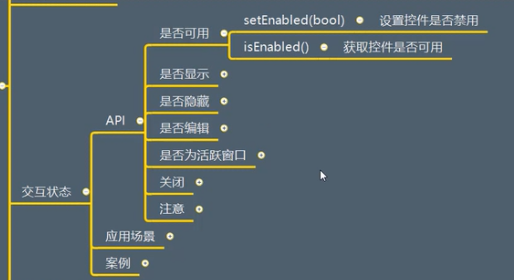 setEnabled(bool) 设置控件是否禁用
是否可用
isEnabled() 获取控件是否可用
是否显示
是否隐藏
API
是否编辑
是否为活跃窗口
关闭
交互状态
注意
应用场景
案例